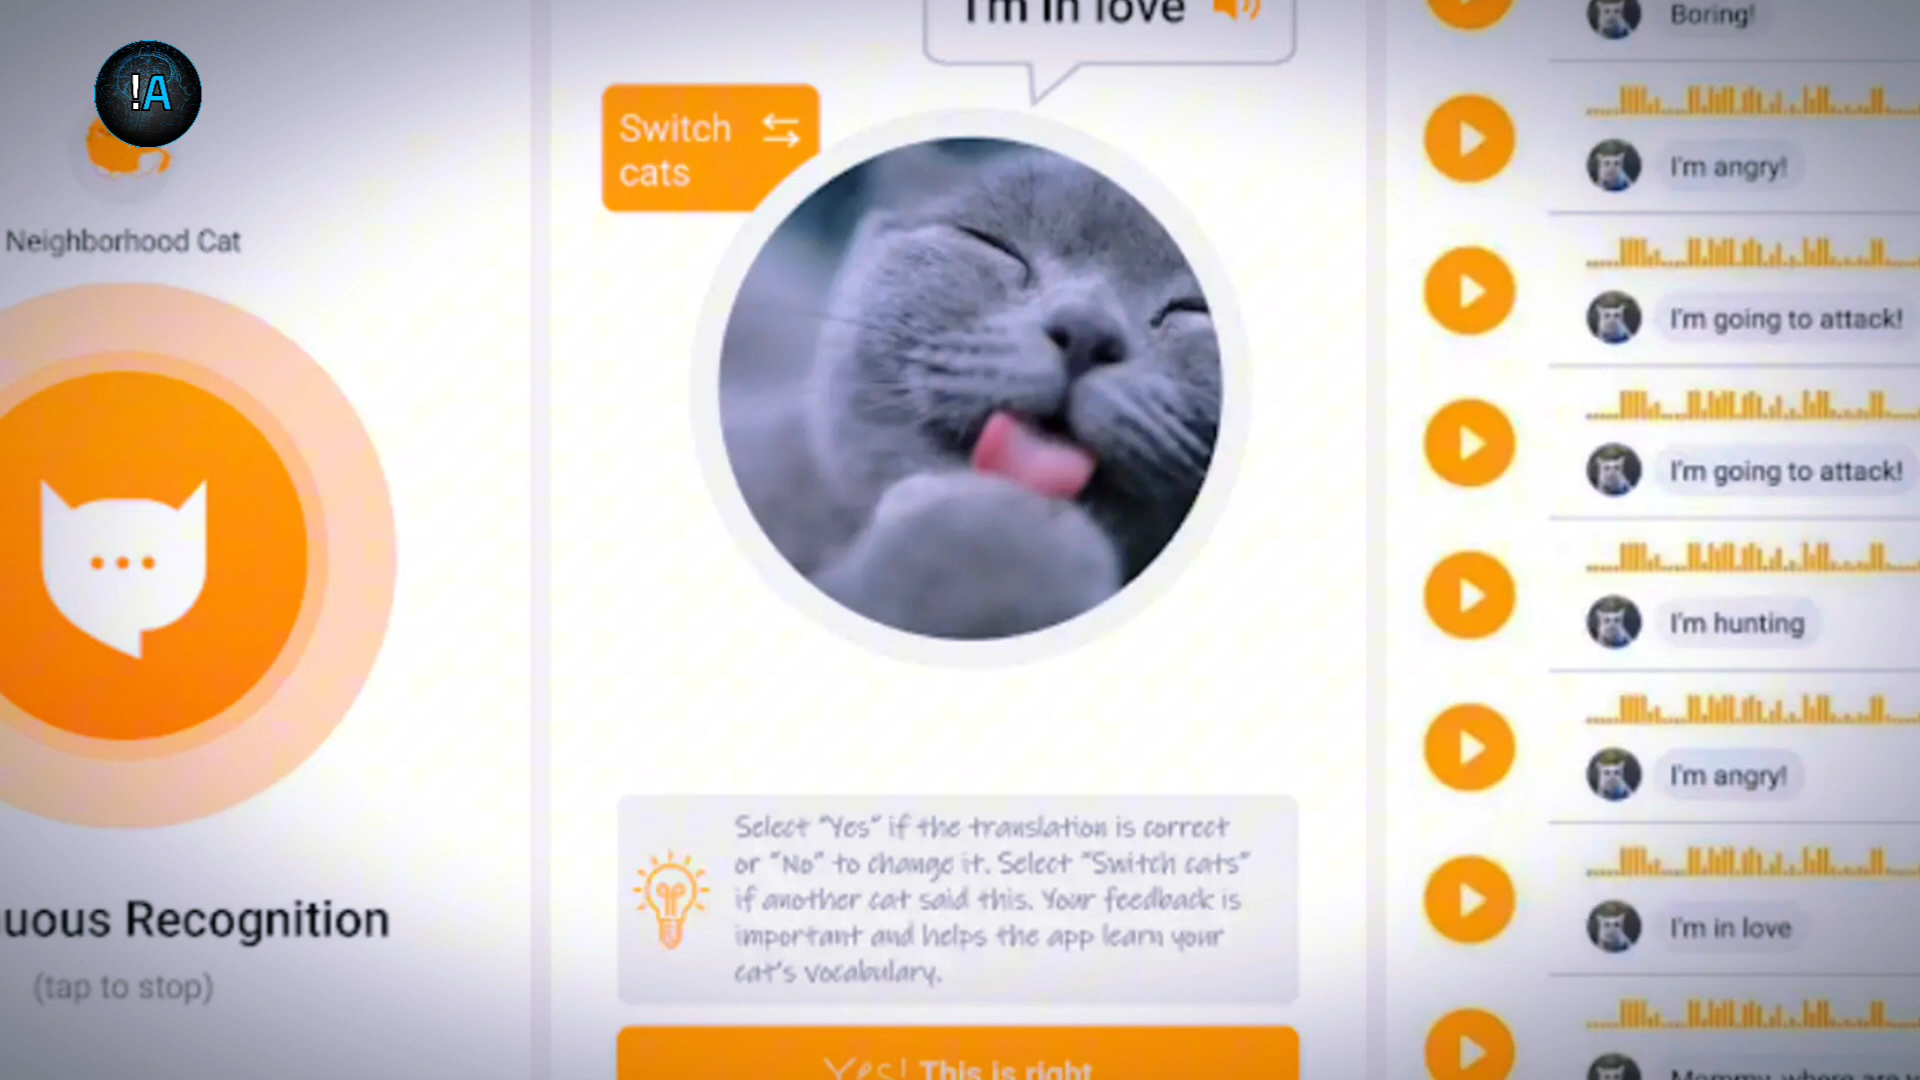 !A
Neighborhood Cat
uous Recognition
(tap to stop)
I'm in love
Switch
cats
Select "Yes" if the translation is correct
or "No" to change it. Select "Switch cats"
if another cat said this. Your feedback is
important and helps the app learn your
cat's vocabulary.
Yes! This is right
Boring!
I'm angry!
I'm going to attack!
I'm going to attack!
I'm hunting
I'm angry!
I'm in love
Mommy, where are